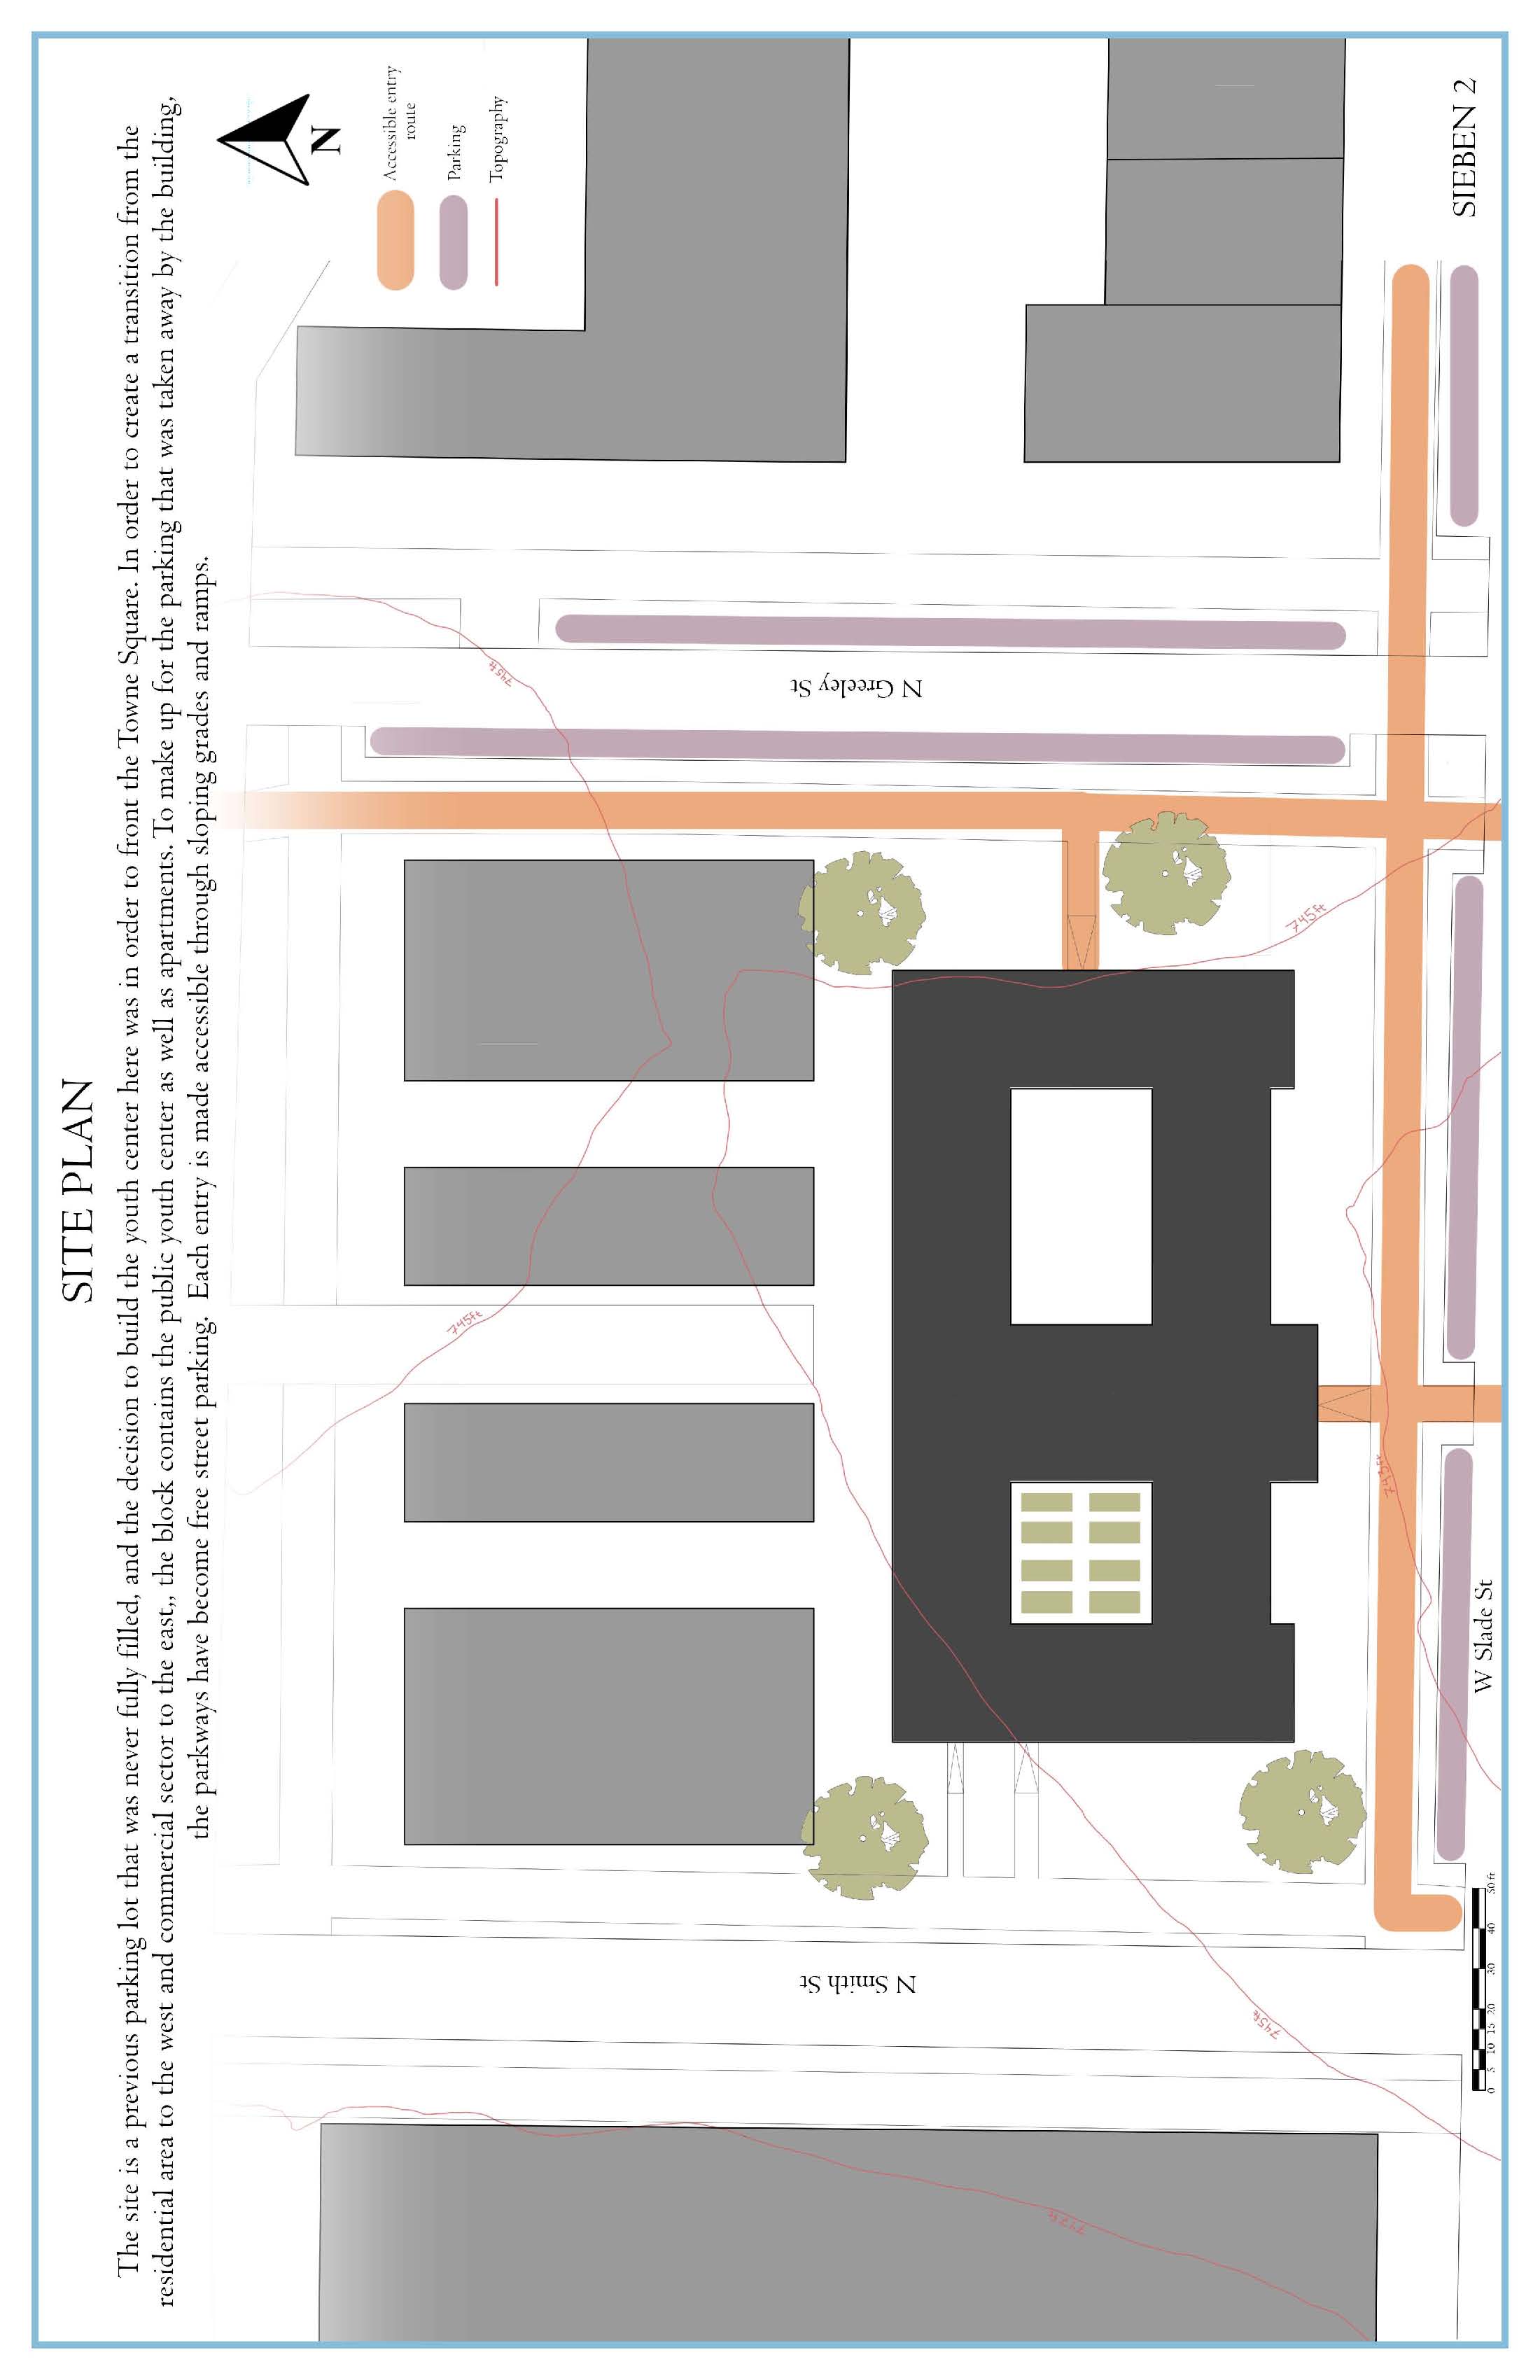 SITE PLAN
The site is a previous parking lot that was never fully filled, and the decision to build the youth center here was in order to front the Towne Square. In order to create a transition from the
residential area to the west and commercial sector to the east,, the block contains the public youth center as well as apartments. To make up for the parking that was taken away by the building,
the parkways have become free street parking.  Each entry is made accessible through sloping grades and ramps.
N
Accessible entry
route
Parking
Topography
745ft
745ft
N Smith St
N Greeley St
745ft
745ft
743ft
W Slade St
0 5 10 15 20 30 40 50 ft
SIEBEN 2